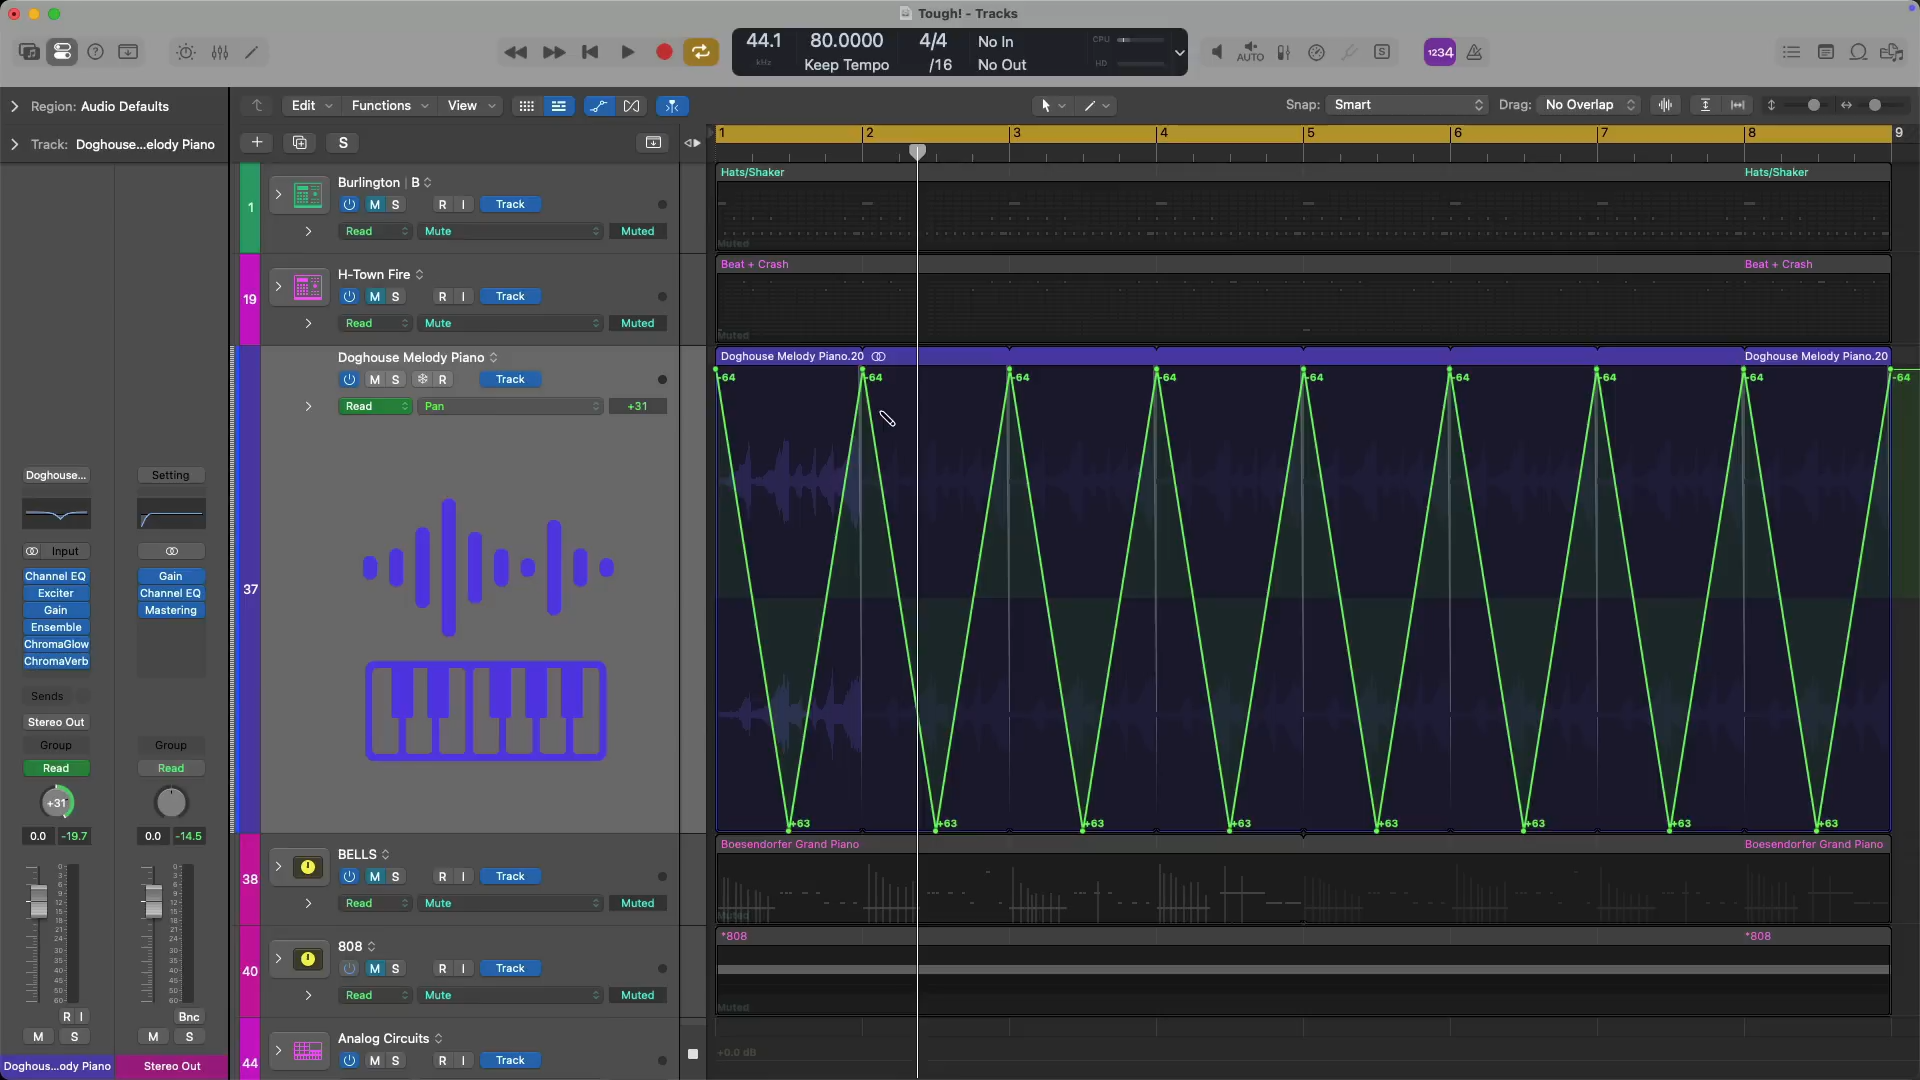 Tough! - Tracks
44.1
kHz
80.0000
Keep Tempo
4/4
/16
No In
No Out
CPU
HD
AUTO
S
1234
Region: Audio Defaults
Edit
Functions
View
Snap: Smart
Drag: No Overlap
Track: Doghouse...elody Piano
S
1 2 3 4 5 6 7 8 9
1
Burlington | B
M S R I Track
Read Mute Muted
Hats/Shaker
Hats/Shaker
Muted
19
H-Town Fire
M S R I Track
Read Mute Muted
Beat + Crash
Beat + Crash
Muted
37
Doghouse Melody Piano
M S R Track
Read Pan +31
Doghouse Melody Piano.20
Doghouse Melody Piano.20
-64 -64 -64 -64 -64 -64 -64 -64 -64
+63 +63 +63 +63 +63 +63 +63 +63
Doghouse...
Setting
Input
Channel EQ
Exciter
Gain
Ensemble
ChromaGlow
ChromaVerb
Gain
Channel EQ
Mastering
Sends
Stereo Out
Group
Group
Read
Read
+31
0.0 -19.7
0.0 -14.5
R I
Bnc
M S
M S
Doghous...ody Piano
Stereo Out
38
BELLS
M S R I Track
Read Mute Muted
Boesendorfer Grand Piano
Boesendorfer Grand Piano
Muted
40
808
M S R I Track
Read Mute Muted
*808
*808
Muted
44
Analog Circuits
M S R I Track
+0.0 dB